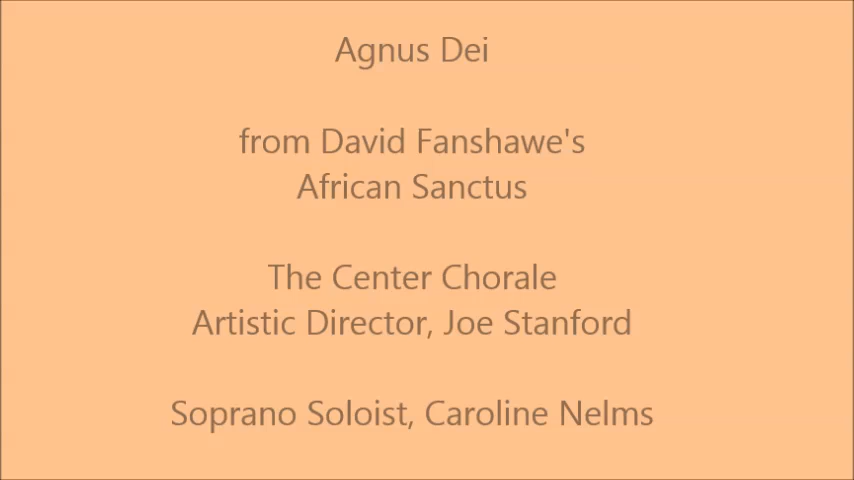 Agnus Dei
from David Fanshawe's
African Sanctus
The Center Chorale
Artistic Director, Joe Stanford
Soprano Soloist, Caroline Nelms